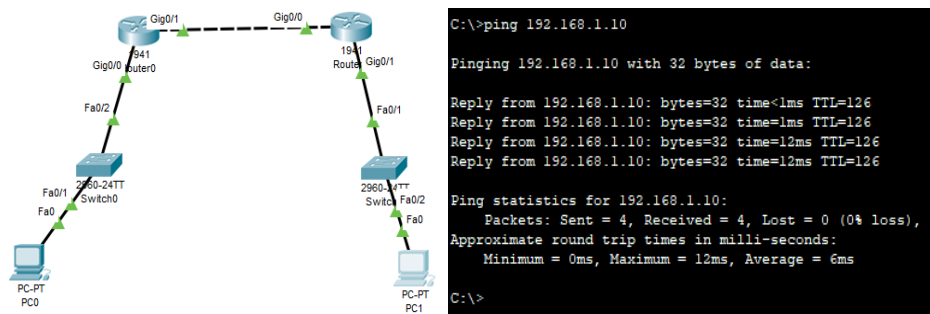 Gig0/1
Gig0/0
1941
Router0
1941
Router
Gig0/0
Gig0/1
Fa0/2
Fa0/1
2960-24TT
Switch0
2960-24TT
Switch
Fa0/1
Fa0
Fa0/2
Fa0
PC-PT
PC0
PC-PT
PC1
C:\>ping 192.168.1.10
Pinging 192.168.1.10 with 32 bytes of data:
Reply from 192.168.1.10: bytes=32 time<1ms TTL=126
Reply from 192.168.1.10: bytes=32 time=1ms TTL=126
Reply from 192.168.1.10: bytes=32 time=12ms TTL=126
Reply from 192.168.1.10: bytes=32 time=12ms TTL=126
Ping statistics for 192.168.1.10:
Packets: Sent = 4, Received = 4, Lost = 0 (0% loss),
Approximate round trip times in milli-seconds:
Minimum = 0ms, Maximum = 12ms, Average = 6ms
C:\>